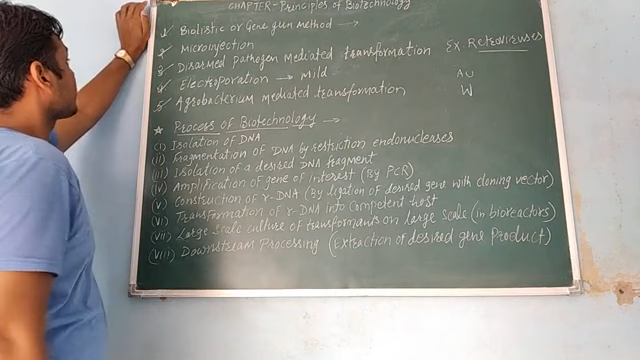 CHAPTER-Principles of Biotechnology
1) Biolistic or Gene gun method →
2) Microinjection
3) Disarmed pathogen mediated transformation Ex. Retroviruses
4) Electroporation → mild
5) Agrobacterium mediated transformation
Au
W
★ Process of Biotechnology →
(i) Isolation of DNA
(ii) Fragmentation of DNA by restriction endonucleases
(iii) Isolation of a desired DNA fragment
(iv) Amplification of gene of interest (By PCR)
(v) Construction of r-DNA (By ligation of desired gene with cloning vector)
(vi) Transformation of r-DNA into Competent host
(vii) Large scale culture of transformants on large scale (in bioreactors)
(viii) Downstream Processing (Extraction of desired gene Product)